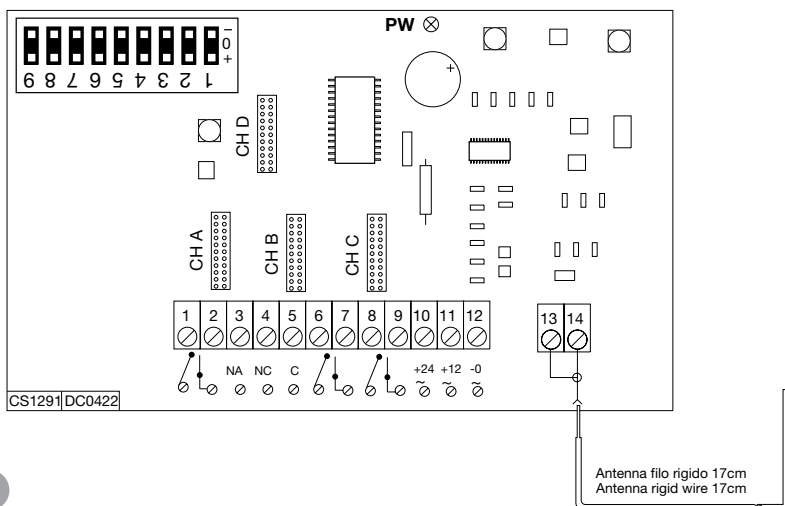 PW
-
0
+
9 8 7 6 5 4 3 2 1
+
CH D
CH A
CH B
CH C
1 2 3 4 5 6 7 8 9 10 11 12
13 14
NA NC C +24 +12 -0
~ ~ ~
CS1291 DC0422
Antenna filo rigido 17cm
Antenna rigid wire 17cm